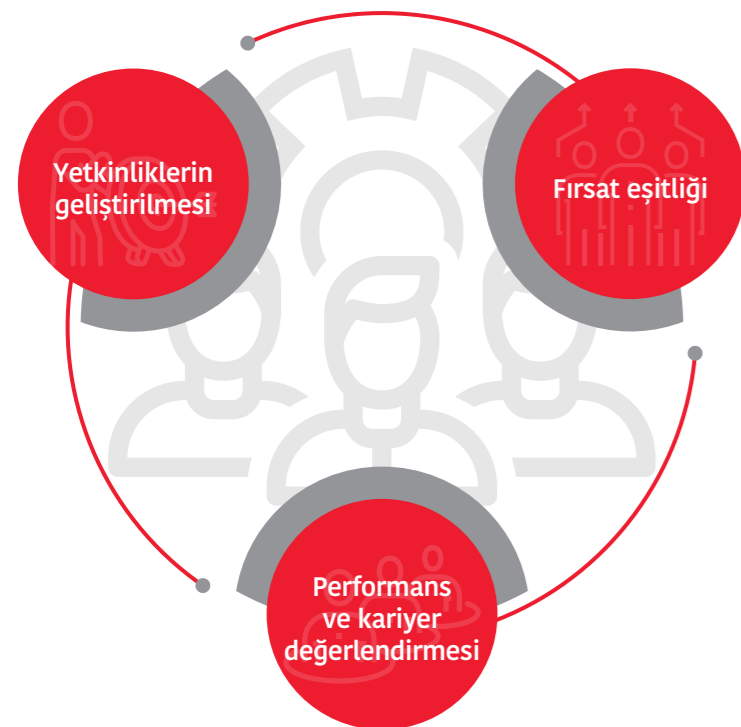 Yetkinliklerin
geliştirilmesi
Fırsat eşitliği
Performans
ve kariyer
değerlendirmesi